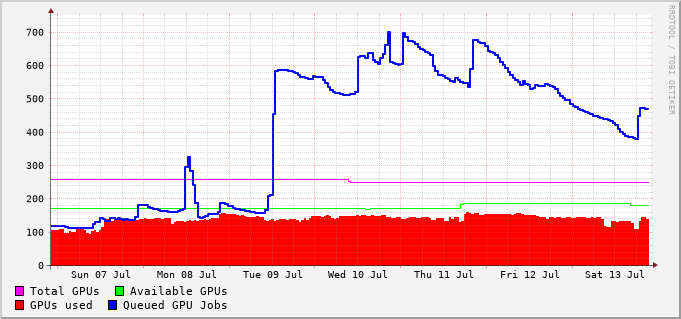 RRDTOOL / TOBI OETIKER
700
600
500
400
300
200
100
0
Sun 07 Jul Mon 08 Jul Tue 09 Jul Wed 10 Jul Thu 11 Jul Fri 12 Jul Sat 13 Jul
Total GPUs Available GPUs
GPUs used Queued GPU Jobs